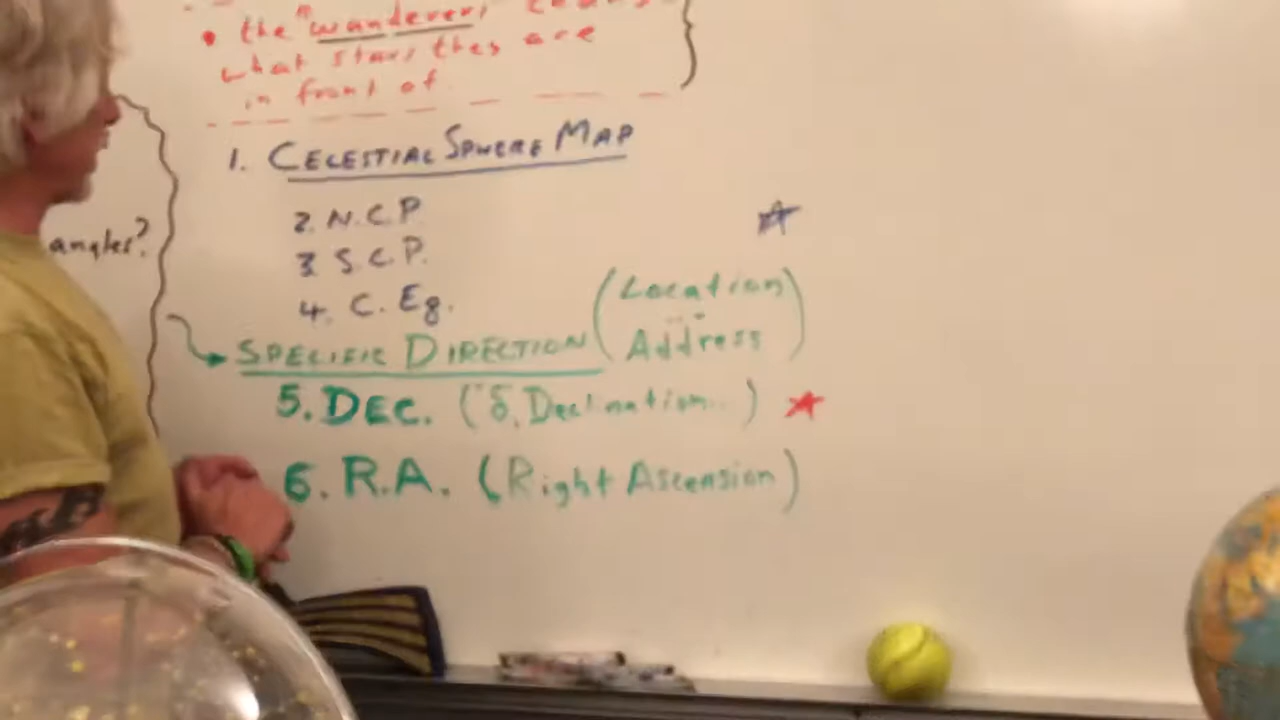 • the "wanderer,
what stars they are
in front of.
1. CELESTIAL SPHERE MAP
angles?
2. N.C.P
3. S.C.P.
4. C. Eq.
SPECIFIC DIRECTION (Location
Address)
5. DEC. (δ, Declination..)
6. R.A. (Right Ascension)